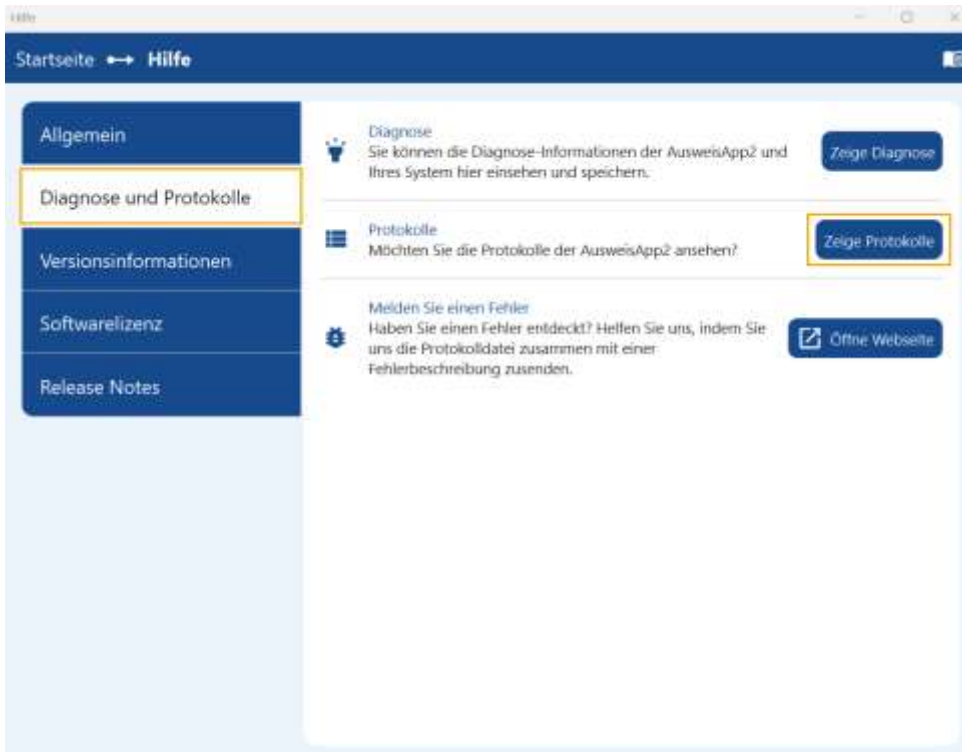 Hilfe
Startseite Hilfe
Allgemein
Diagnose und Protokolle
Versionsinformationen
Softwarelizenz
Release Notes
Diagnose
Sie können die Diagnose-Informationen der AusweisApp2 und
Ihres System hier einsehen und speichern.
Zeige Diagnose
Protokolle
Möchten Sie die Protokolle der AusweisApp2 ansehen?
Zeige Protokolle
Melden Sie einen Fehler
Haben Sie einen Fehler entdeckt? Helfen Sie uns, indem Sie
uns die Protokolldatei zusammen mit einer
Fehlerbeschreibung zusenden.
Öffne Webseite